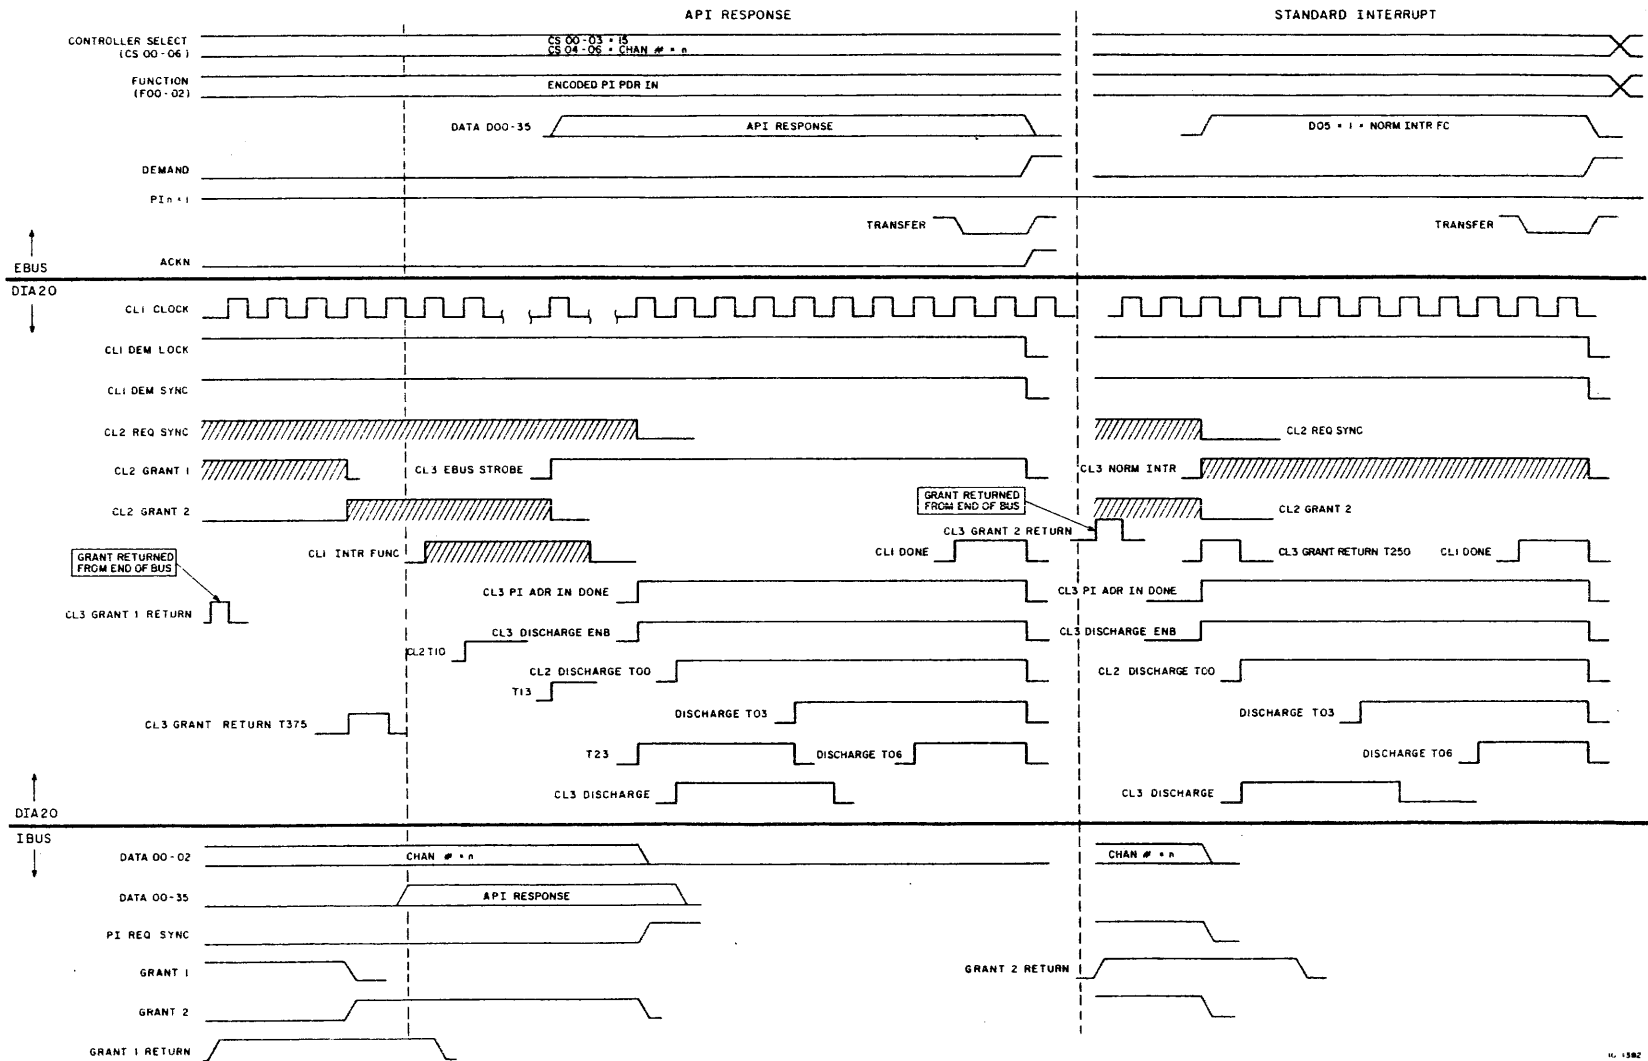 API RESPONSE
STANDARD INTERRUPT
CONTROLLER SELECT
(CS 00-06)
CS 00-03 = 15
CS 04-06 = CHAN # = n
FUNCTION
(F00-02)
ENCODED PI PDR IN
DATA D00-35
API RESPONSE
D05 = 1 = NORM INTR FC
DEMAND
PIn = 1
TRANSFER
TRANSFER
ACKN
EBUS
DIA20
CL1 CLOCK
CL1 DEM LOCK
CL1 DEM SYNC
CL2 REQ SYNC
CL2 REQ SYNC
CL2 GRANT 1
CL3 EBUS STROBE
CL3 NORM INTR
CL2 GRANT 2
GRANT RETURNED
FROM END OF BUS
CL3 GRANT 2 RETURN
CL2 GRANT 2
GRANT RETURNED
FROM END OF BUS
CL1 INTR FUNC
CL1 DONE
CL3 GRANT RETURN T250
CL1 DONE
CL3 PI ADR IN DONE
CL3 PI ADR IN DONE
CL3 GRANT 1 RETURN
CL2 T10
CL3 DISCHARGE ENB
CL3 DISCHARGE ENB
T13
CL2 DISCHARGE T00
CL2 DISCHARGE T00
CL3 GRANT RETURN T375
DISCHARGE T03
DISCHARGE T03
T23
DISCHARGE T06
DISCHARGE T06
CL3 DISCHARGE
CL3 DISCHARGE
DIA20
IBUS
DATA 00-02
CHAN # = n
CHAN # = n
DATA 00-35
API RESPONSE
PI REQ SYNC
GRANT 1
GRANT 2 RETURN
GRANT 2
GRANT 1 RETURN